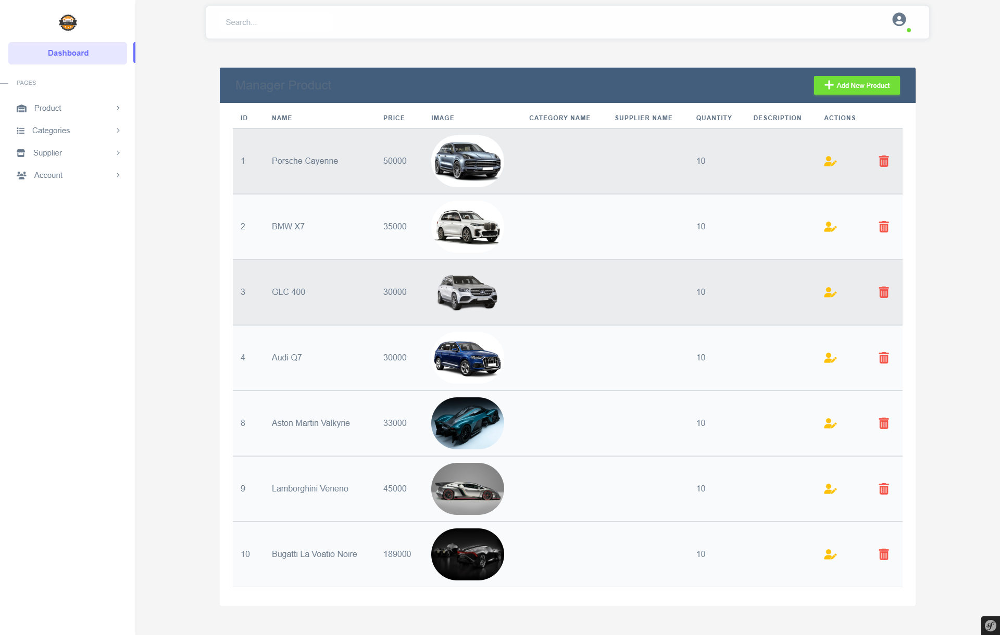 Search...
Dashboard
PAGES
Product
Categories
Supplier
Account
Manager Product
Add New Product
ID NAME PRICE IMAGE CATEGORY NAME SUPPLIER NAME QUANTITY DESCRIPTION ACTIONS
1 Porsche Cayenne 50000 10
2 BMW X7 35000 10
3 GLC 400 30000 10
4 Audi Q7 30000 10
8 Aston Martin Valkyrie 33000 10
9 Lamborghini Veneno 45000 10
10 Bugatti La Voatio Noire 189000 10
sf